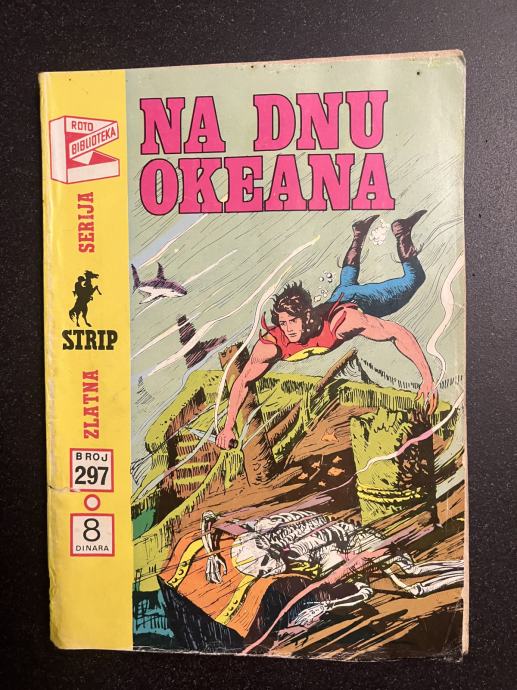 ROTO
BIBLIOTEKA
NA DNU
OKEANA
ZLATNA
STRIP
SERIJA
BROJ
297
8
DINARA